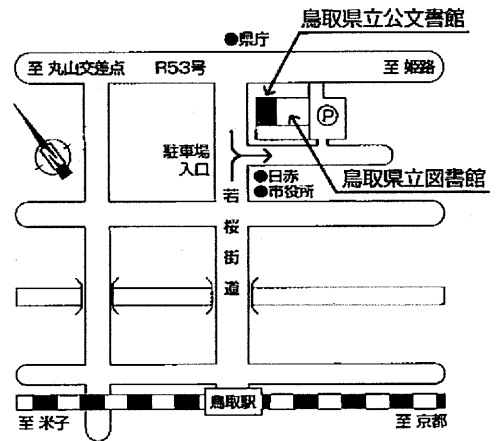 鳥取県立公文書館
●県庁
至 丸山交差点
R53号
至 姫路
P
駐車場
入口
鳥取県立図書館
●日赤
●市役所
若桜街道
鳥取駅
至 米子
至 京都